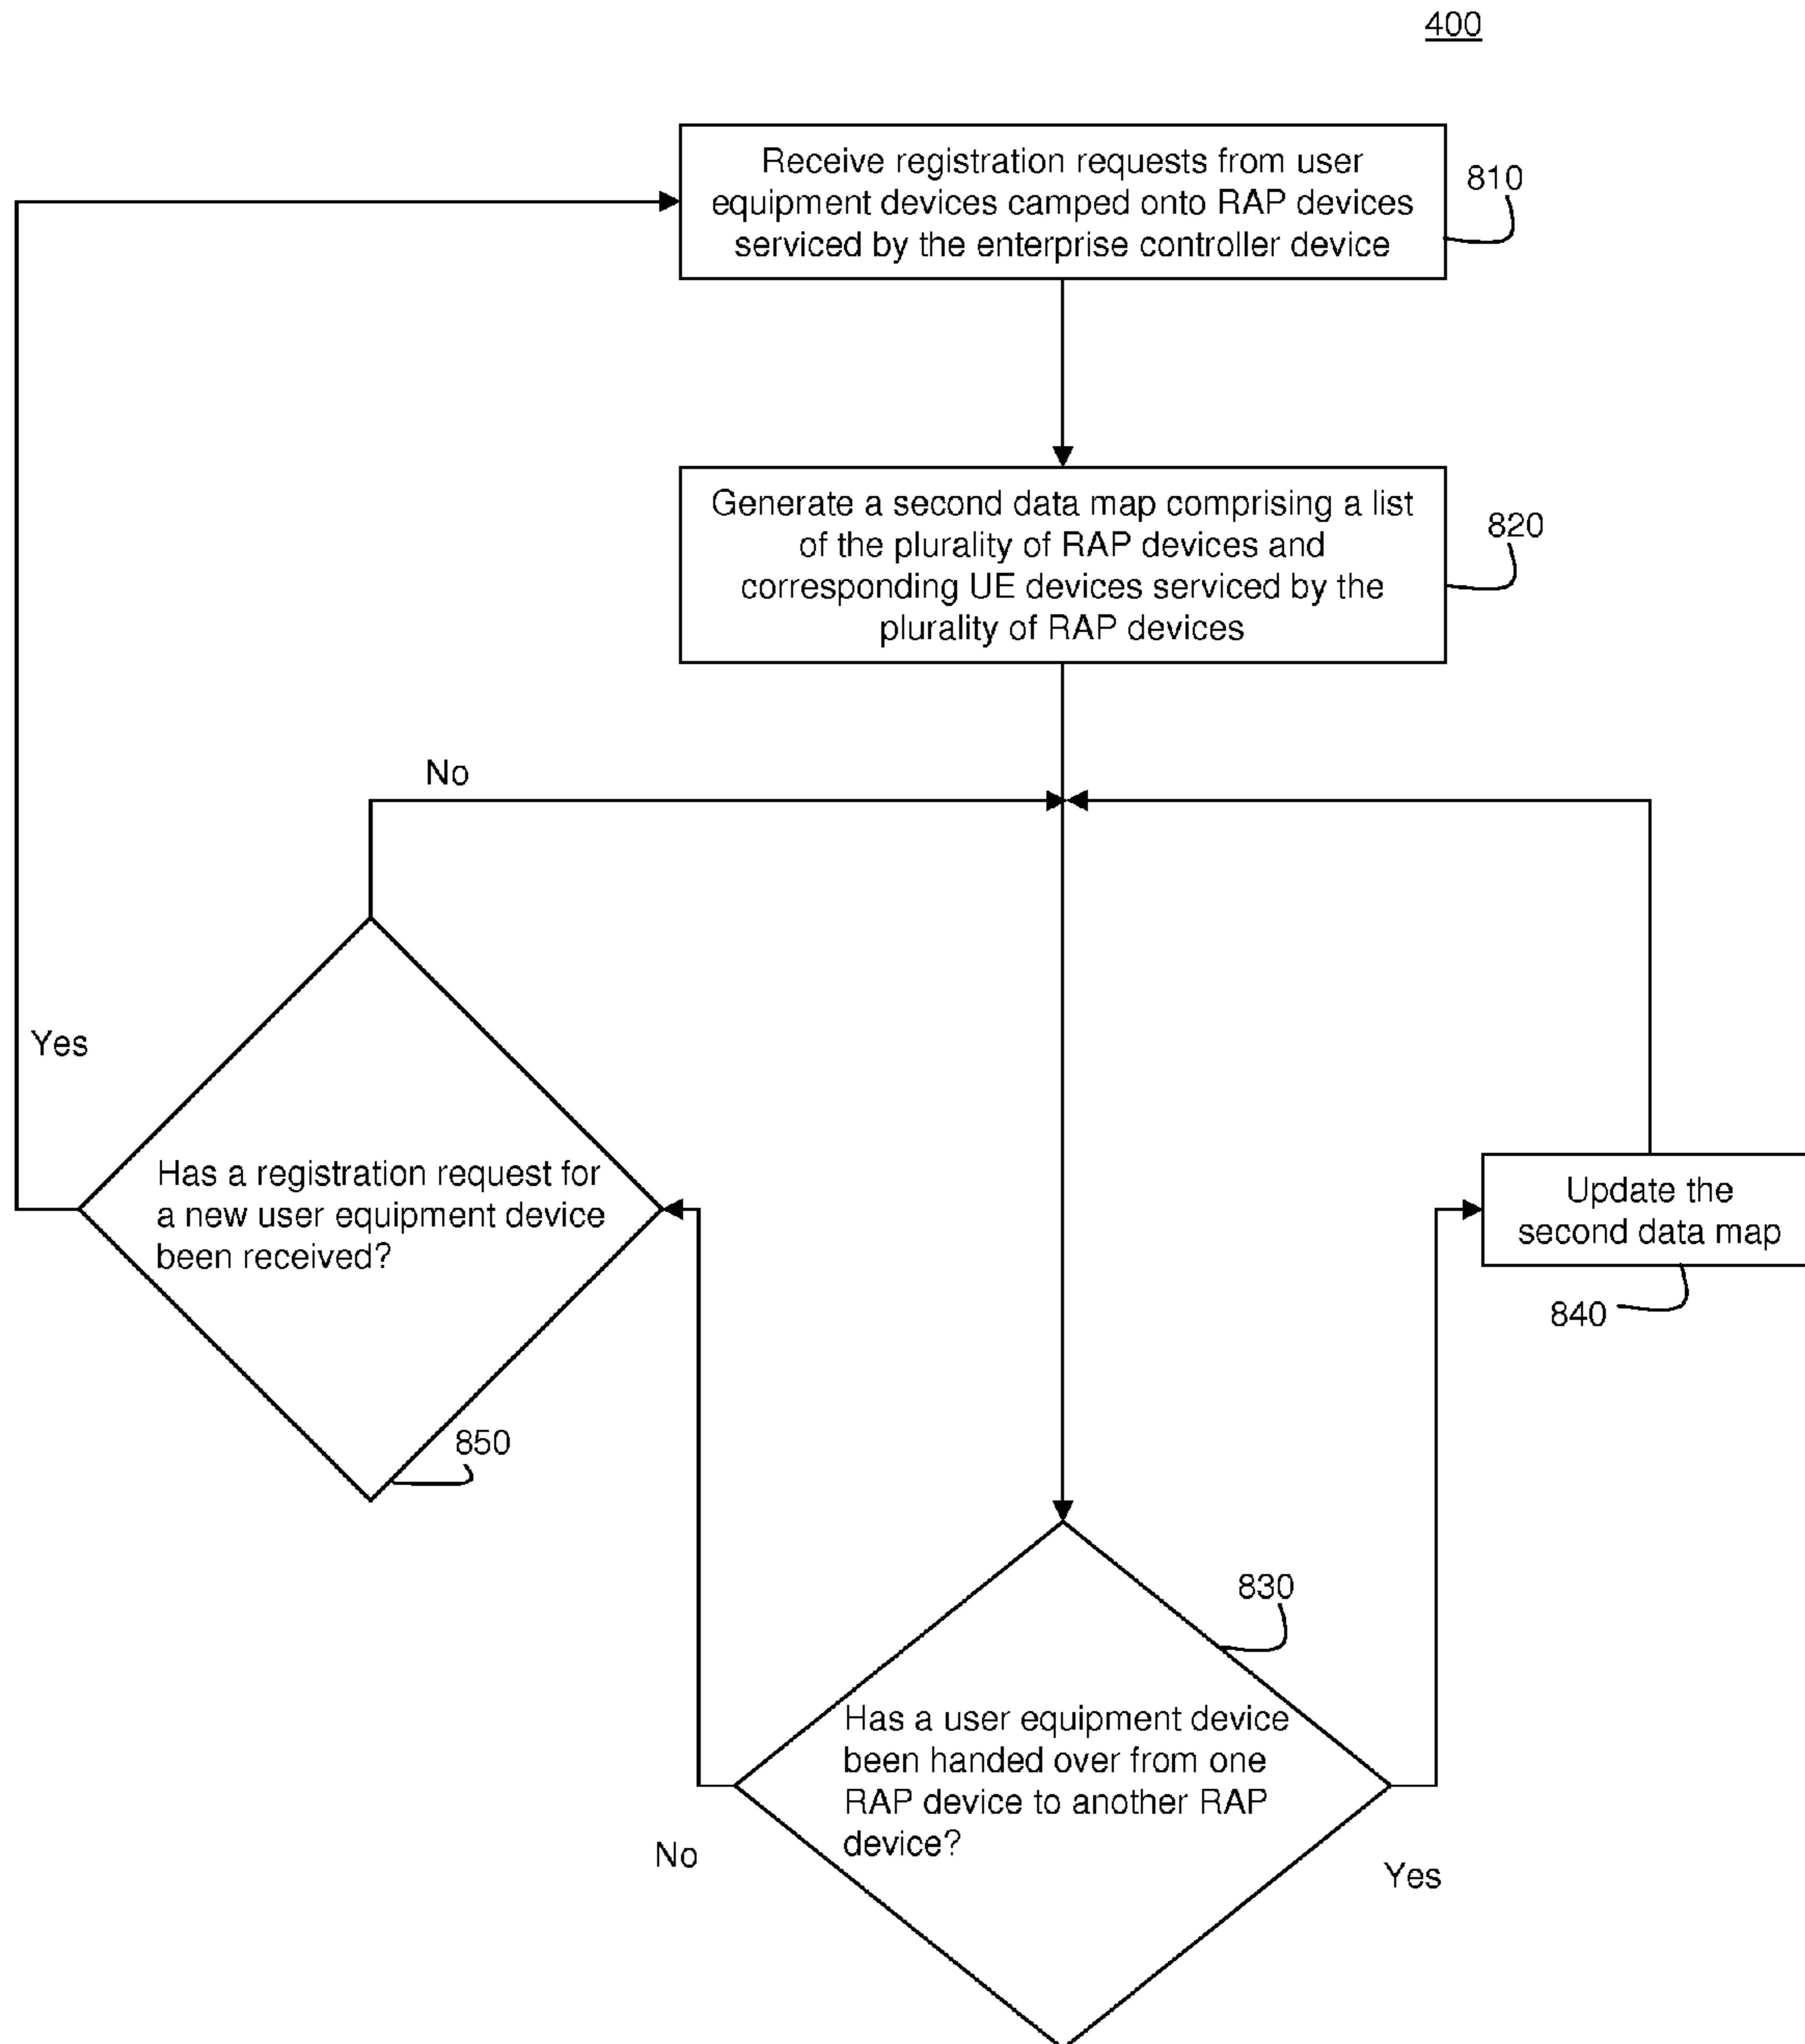 400
Receive registration requests from user
equipment devices camped onto RAP devices
serviced by the enterprise controller device
810
Generate a second data map comprising a list
of the plurality of RAP devices and
corresponding UE devices serviced by the
plurality of RAP devices
820
No
Yes
Has a registration request for
a new user equipment device
been received?
850
Update the
second data map
840
830
Has a user equipment device
been handed over from one
RAP device to another RAP
device?
No
Yes